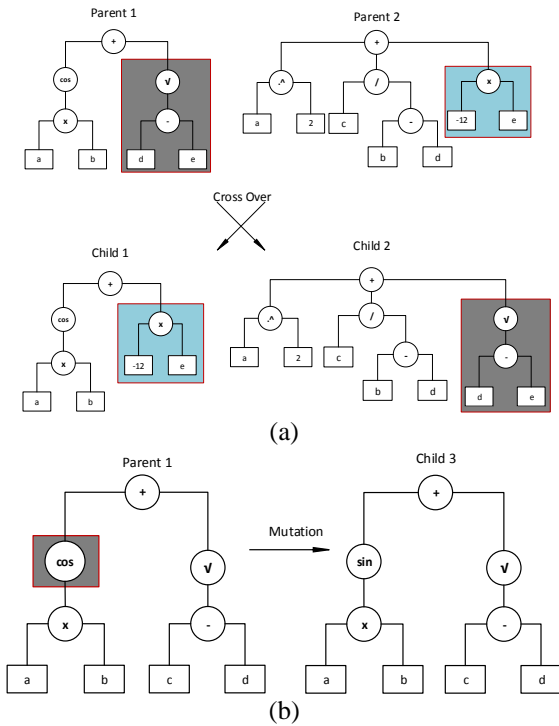 Parent 1 Parent 2
+ +
cos √ .^ / x
x - a 2 c - -12 e
a b d e b d
Cross Over
Child 1 Child 2
+ +
cos x .^ / √
x -12 e a 2 c - -
a b b d d e
(a)
Parent 1 Child 3
+ Mutation +
cos √ sin √
x - x -
a b c d a b c d
(b)